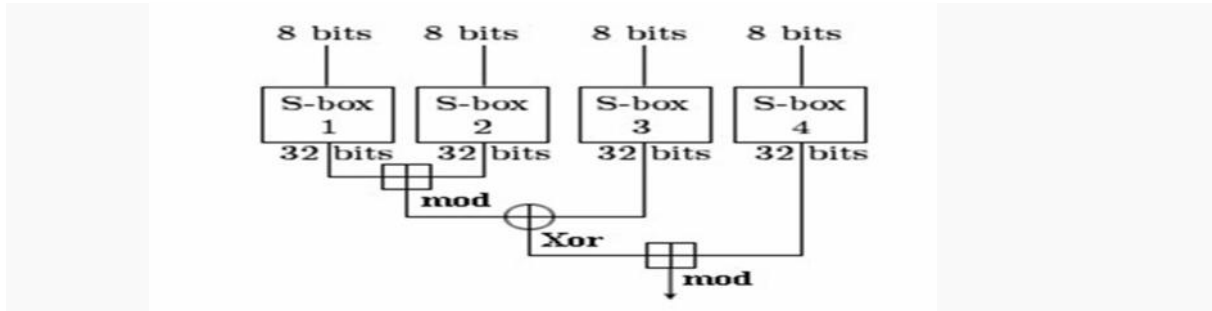 8 bits 8 bits 8 bits 8 bits
S-box S-box S-box S-box
1 2 3 4
32 bits 32 bits 32 bits 32 bits
mod
Xor
mod